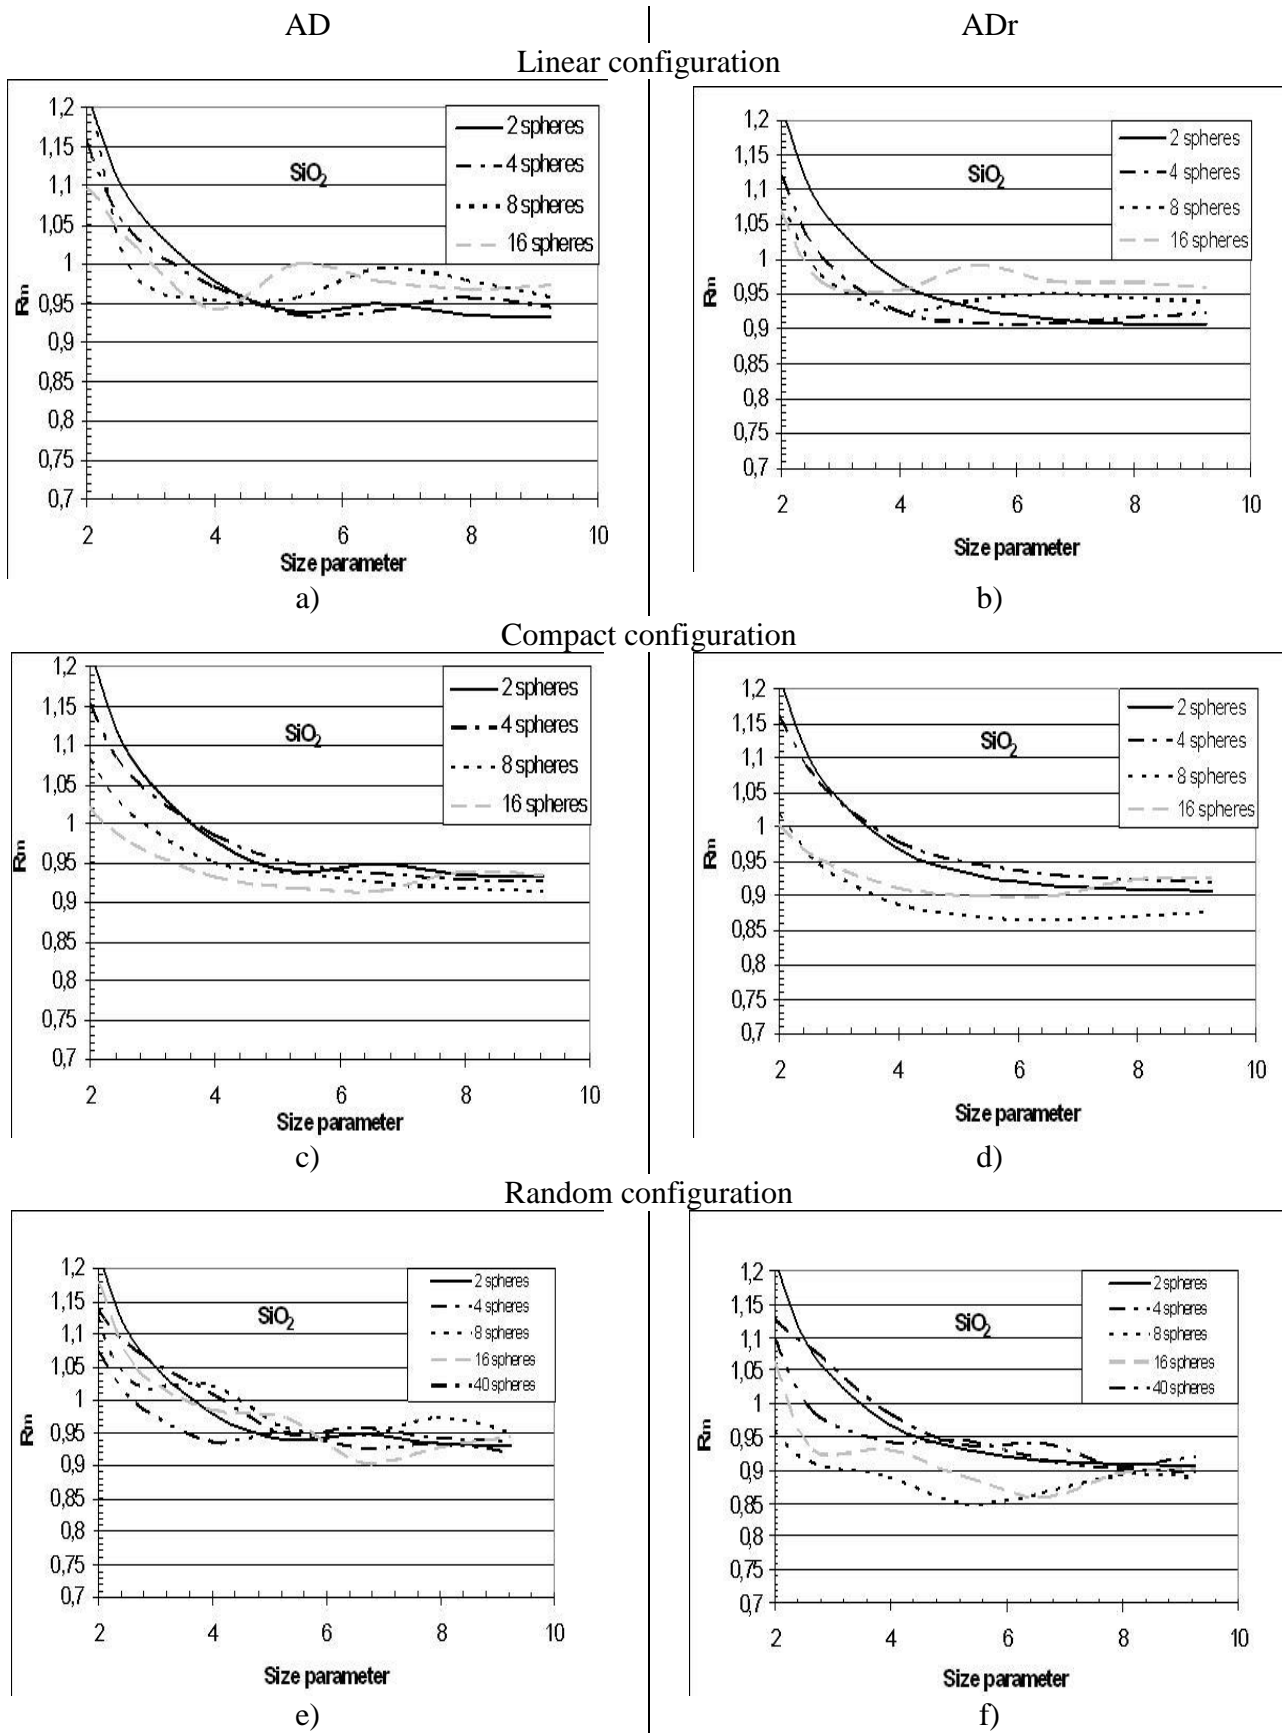 AD
ADr
Linear configuration
1,2
1,15
1,1
1,05
1
0,95
0,9
0,85
0,8
0,75
0,7
Rm
SiO2
2 spheres
4 spheres
8 spheres
16 spheres
2 4 6 8 10
Size parameter
a)
1,2
1,15
1,1
1,05
1
0,95
0,9
0,85
0,8
0,75
0,7
Rm
SiO2
2 spheres
4 spheres
8 spheres
16 spheres
2 4 6 8 10
Size parameter
b)
Compact configuration
1,2
1,15
1,1
1,05
1
0,95
0,9
0,85
0,8
0,75
0,7
Rm
SiO2
2 spheres
4 spheres
8 spheres
16 spheres
2 4 6 8 10
Size parameter
c)
1,2
1,15
1,1
1,05
1
0,95
0,9
0,85
0,8
0,75
0,7
Rm
SiO2
2 spheres
4 spheres
8 spheres
16 spheres
2 4 6 8 10
Size parameter
d)
Random configuration
1,2
1,15
1,1
1,05
1
0,95
0,9
0,85
0,8
0,75
0,7
Rm
SiO2
2 spheres
4 spheres
8 spheres
16 spheres
40 spheres
2 4 6 8 10
Size parameter
e)
1,2
1,15
1,1
1,05
1
0,95
0,9
0,85
0,8
0,75
0,7
Rm
SiO2
2 spheres
4 spheres
8 spheres
16 spheres
40 spheres
2 4 6 8 10
Size parameter
f)